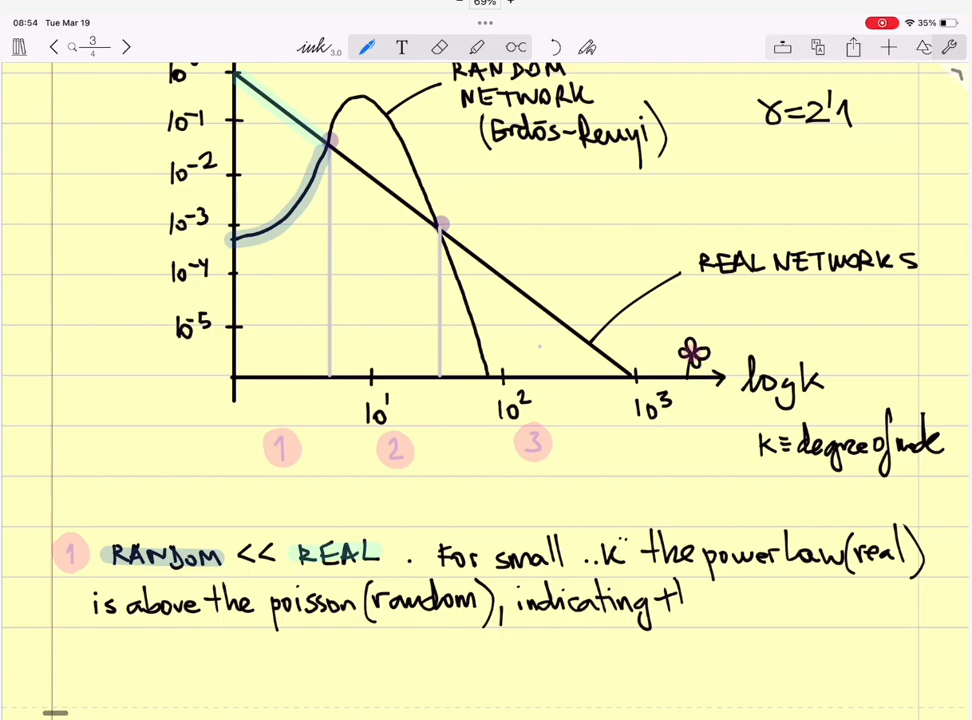 69%
08:54 Tue Mar 19
35%
3
4
ink 3.0
T
10⁰
10⁻¹
10⁻²
10⁻³
10⁻⁴
10⁻⁵
RANDOM
NETWORK
(Erdős-Renyi)
γ=2'1
REAL NETWORKS
10¹
10²
10³
log k
k≡degree of node
1
2
3
1 RANDOM << REAL . For small "k" the power law (real)
is above the poisson (random), indicating t